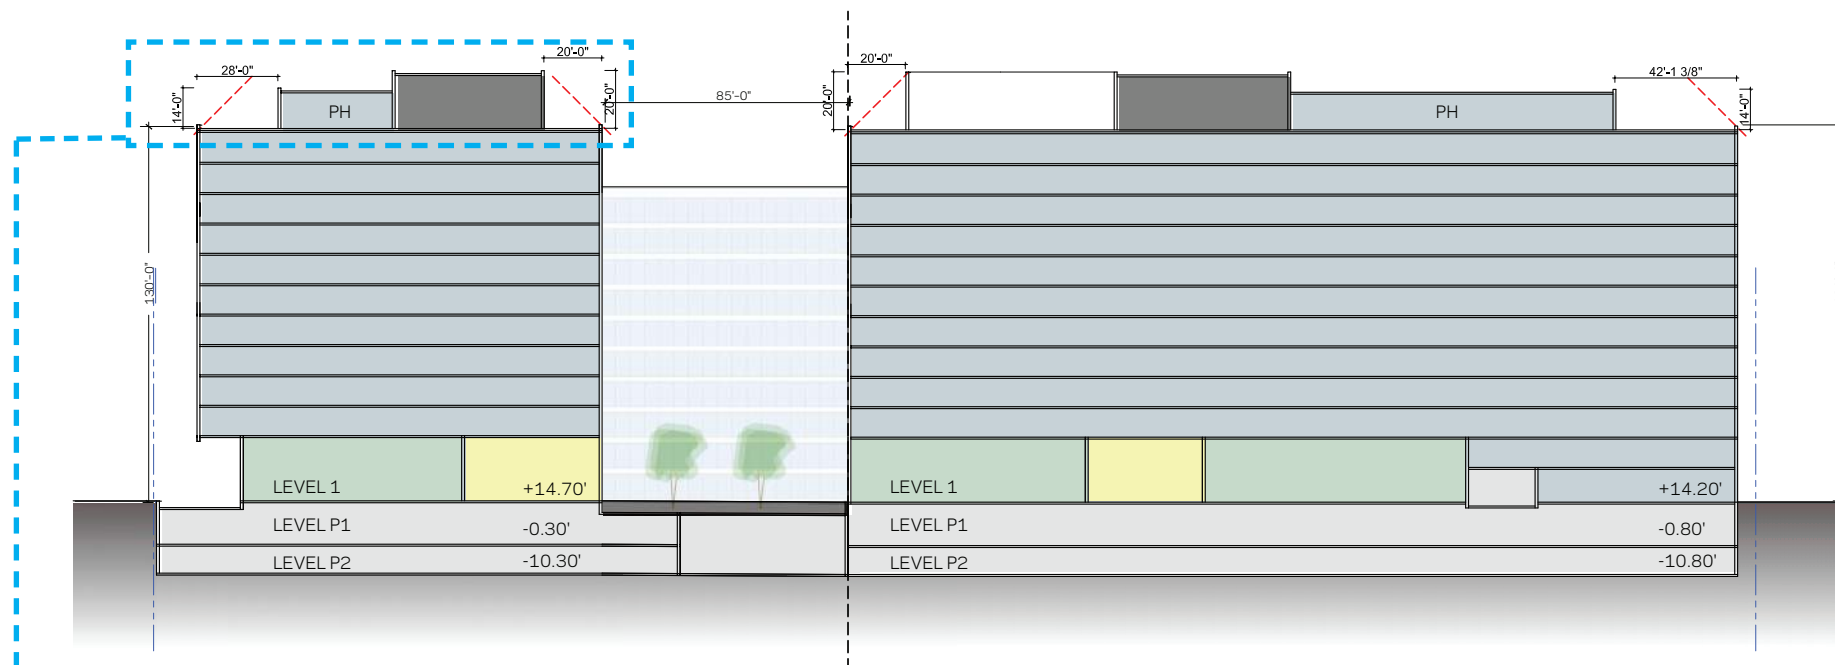 28'-0"
20'-0"
14'-0"
PH
20'-0"
85'-0"
20'-0"
20'-0"
42'-1 3/8"
14'-0"
PH
130'-0"
LEVEL 1
+14.70'
LEVEL P1
-0.30'
LEVEL P2
-10.30'
LEVEL 1
+14.20'
LEVEL P1
-0.80'
LEVEL P2
-10.80'